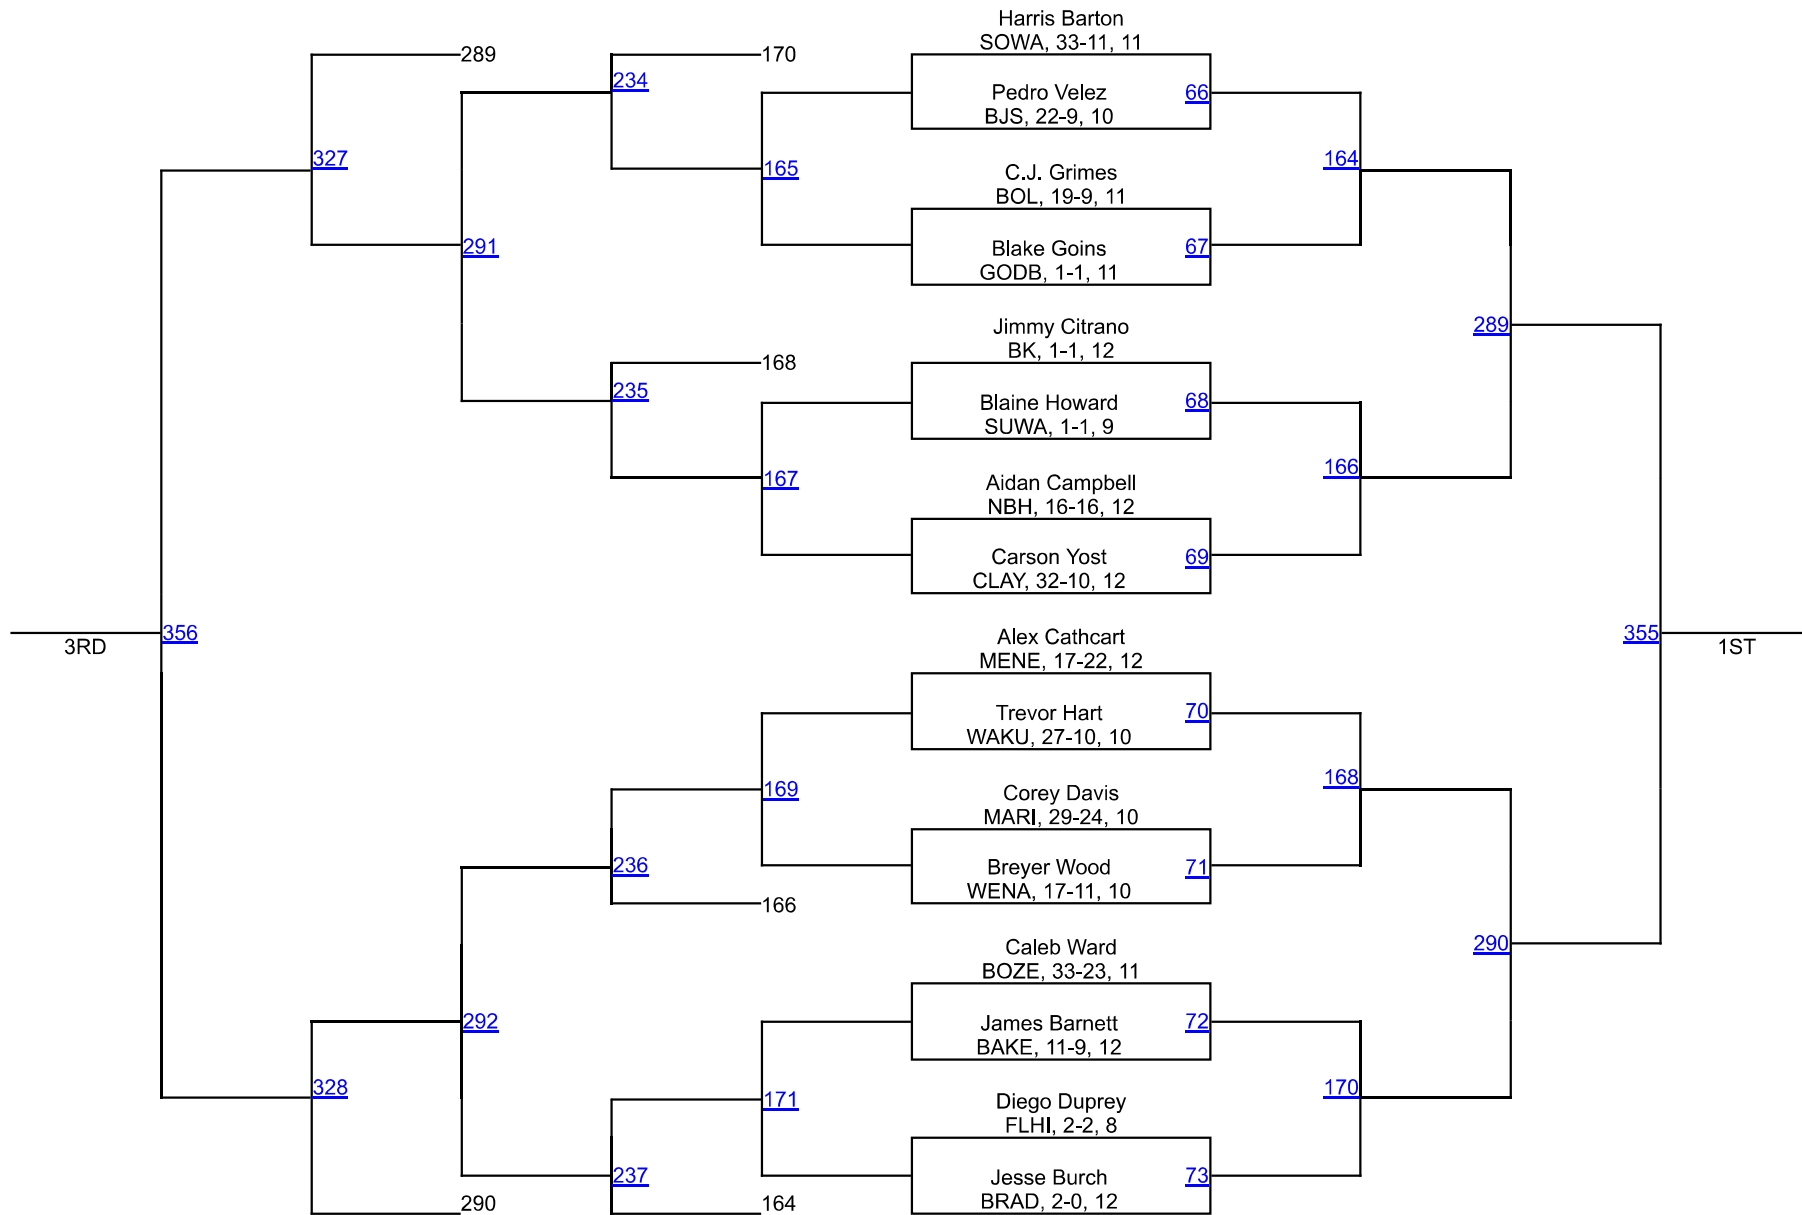 Harris Barton
SOWA, 33-11, 11
289
170
234
Pedro Velez
66
BJS, 22-9, 10
327
165
C.J. Grimes
164
BOL, 19-9, 11
291
Blake Goins
67
GODB, 1-1, 11
Jimmy Citrano
289
BK, 1-1, 12
168
235
Blaine Howard
68
SUWA, 1-1, 9
167
Aidan Campbell
166
NBH, 16-16, 12
Carson Yost
69
CLAY, 32-10, 12
356
3RD
Alex Cathcart
355
1ST
MENE, 17-22, 12
Trevor Hart
70
WAKU, 27-10, 10
169
Corey Davis
168
MARI, 29-24, 10
236
Breyer Wood
71
WENA, 17-11, 10
166
Caleb Ward
290
BOZE, 33-23, 11
292
James Barnett
72
BAKE, 11-9, 12
328
171
Diego Duprey
170
FLHI, 2-2, 8
237
Jesse Burch
73
BRAD, 2-0, 12
290
164